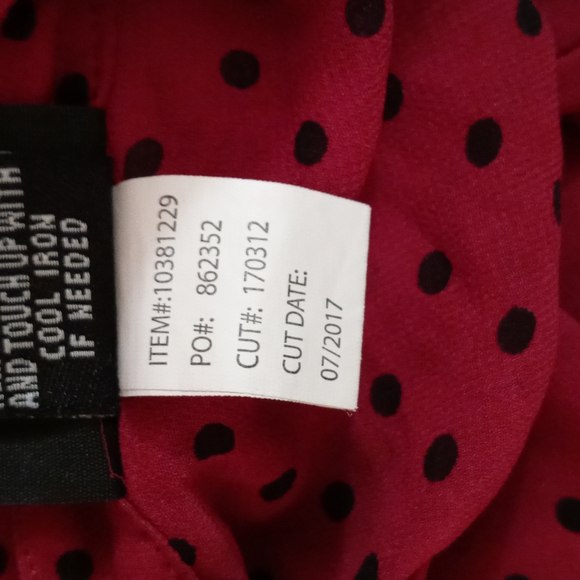 AND TOUCH UP WITH
COOL IRON
IF NEEDED
ITEM#:10381229
PO#: 862352
CUT#: 170312
CUT DATE:
07/2017